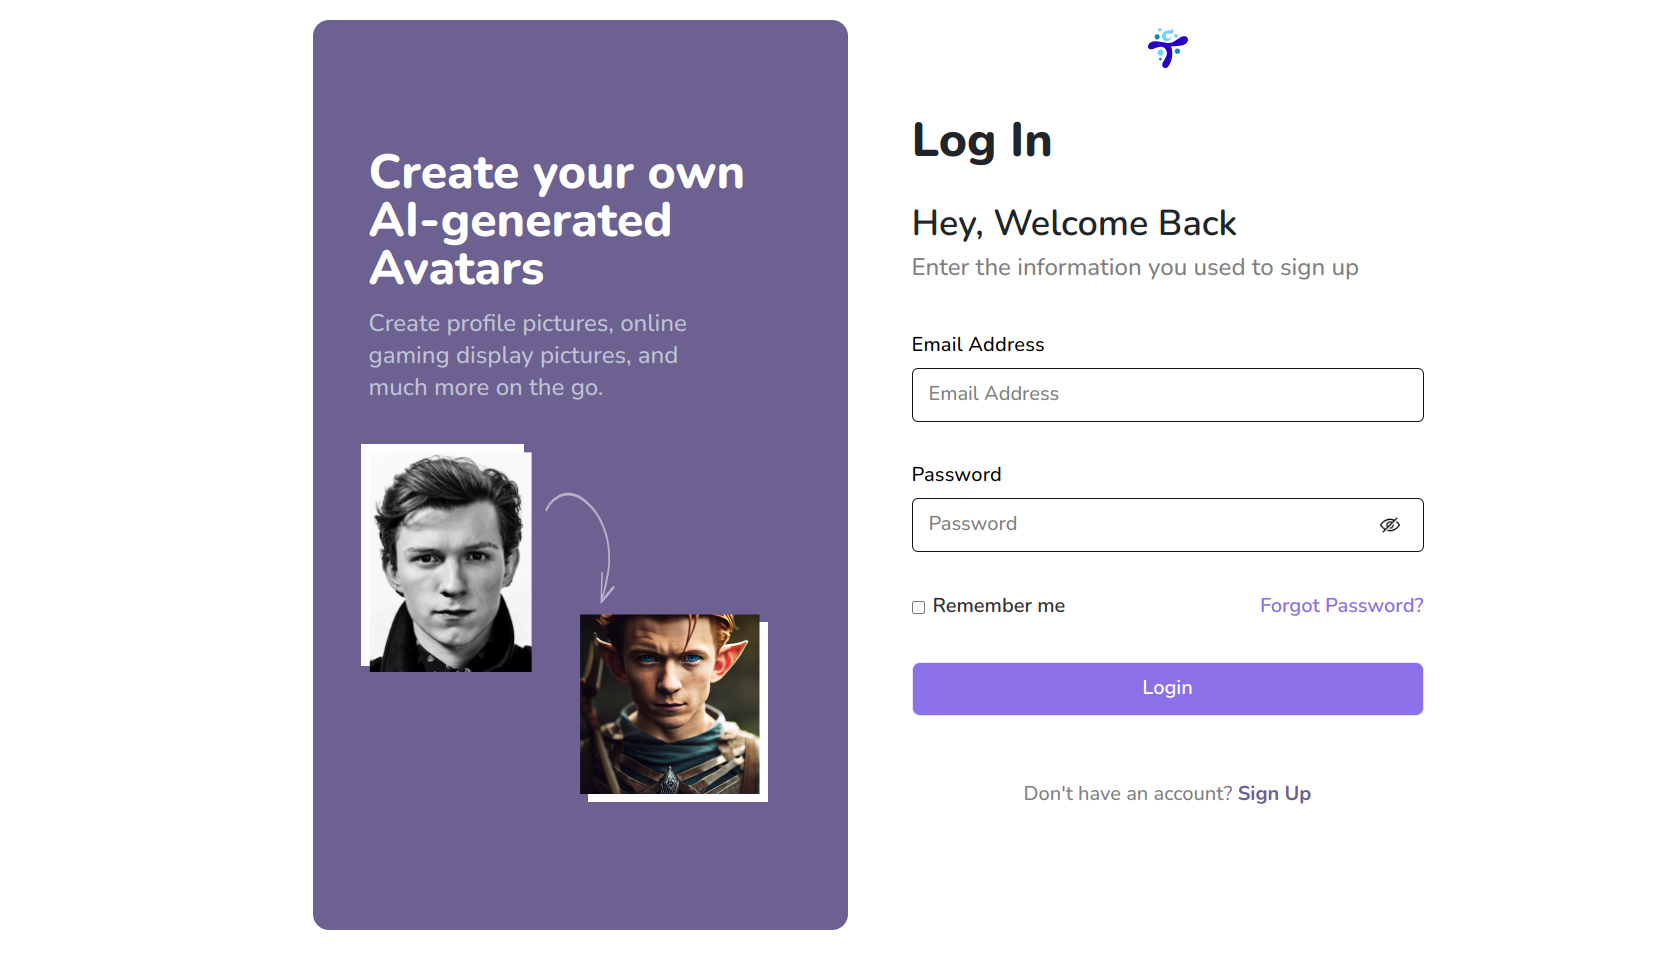 Create your own
AI-generated
Avatars
Create profile pictures, online
gaming display pictures, and
much more on the go.
Log In
Hey, Welcome Back
Enter the information you used to sign up
Email Address
Email Address
Password
Password
Remember me
Forgot Password?
Login
Don't have an account? Sign Up